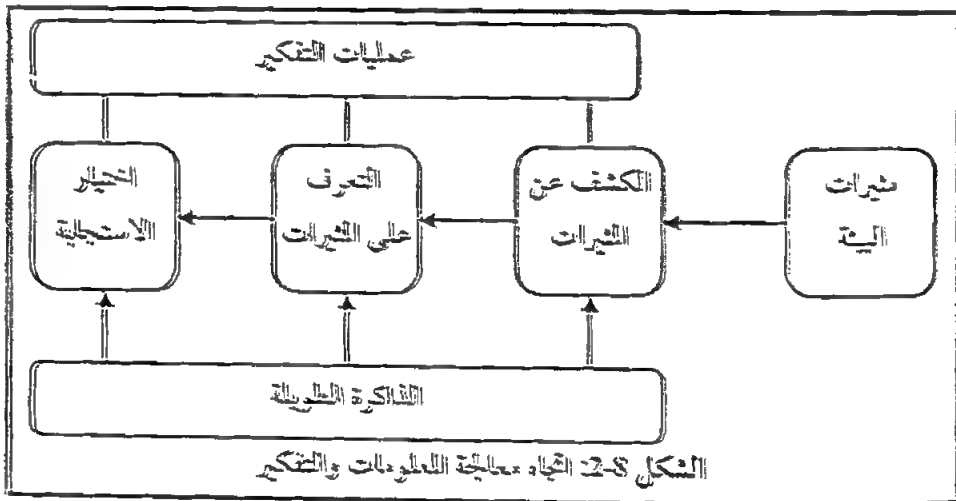 عمليات التفكير
مثيرات
البيئة
الكشف عن
المثيرات
التعرف
على المثيرات
اختيار
الاستجابة
الذاكرة الطويلة
الشكل 8-2: اتجاه معالجة المعلومات والتفكير